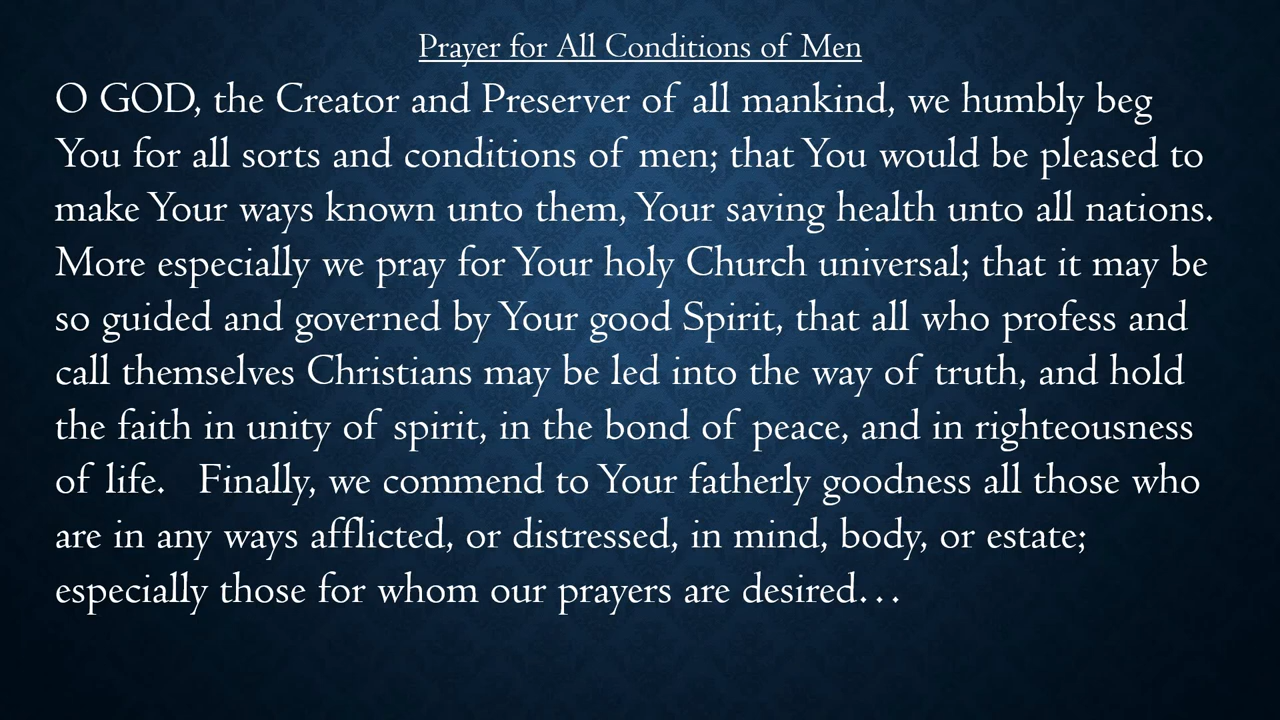 Prayer for All Conditions of Men
O GOD, the Creator and Preserver of all mankind, we humbly beg
You for all sorts and conditions of men; that You would be pleased to
make Your ways known unto them, Your saving health unto all nations.
More especially we pray for Your holy Church universal; that it may be
so guided and governed by Your good Spirit, that all who profess and
call themselves Christians may be led into the way of truth, and hold
the faith in unity of spirit, in the bond of peace, and in righteousness
of life.   Finally, we commend to Your fatherly goodness all those who
are in any ways afflicted, or distressed, in mind, body, or estate;
especially those for whom our prayers are desired…